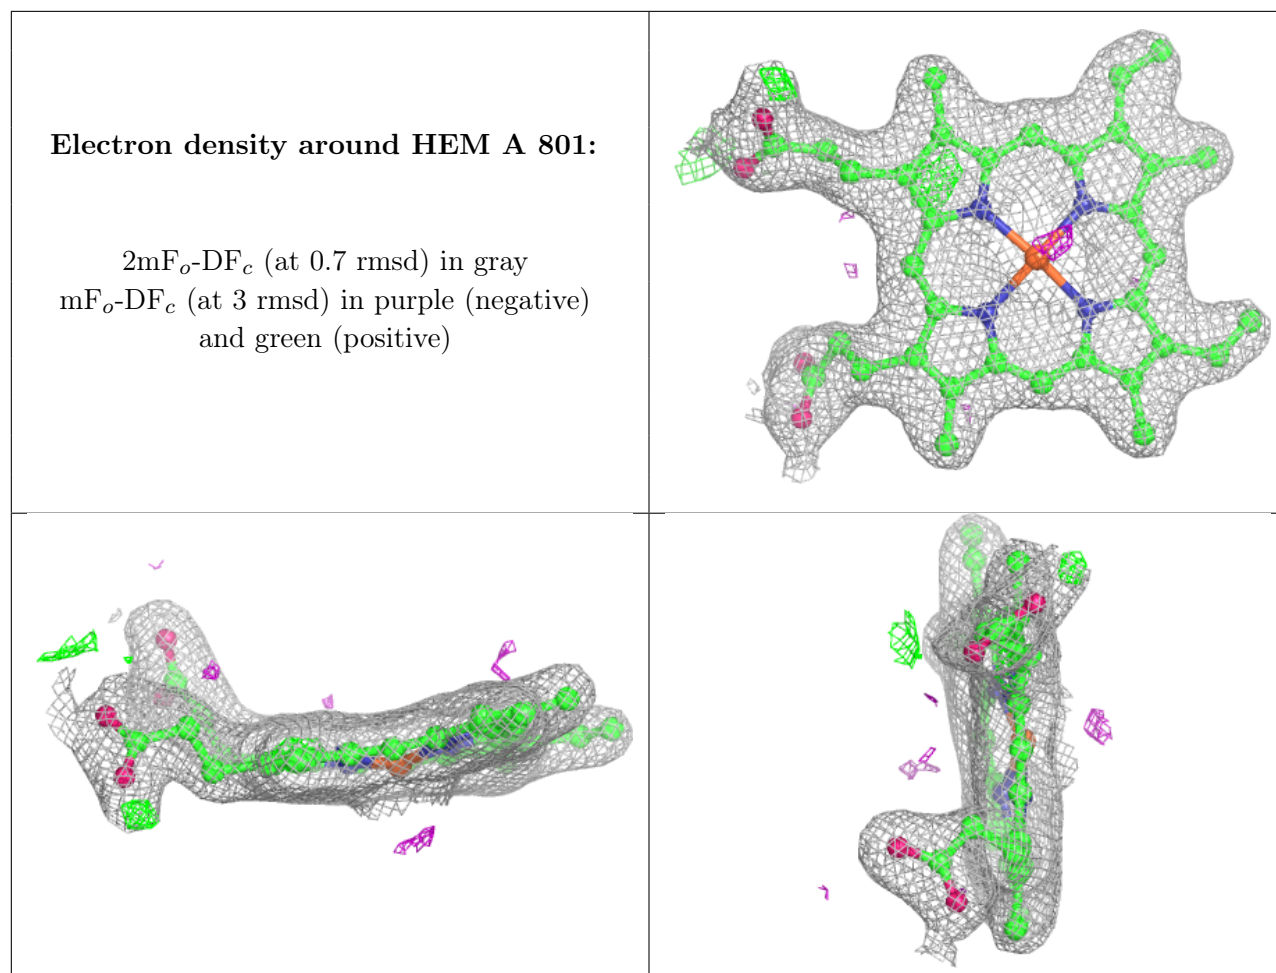 Electron density around HEM A 801:
2mFo-DFc (at 0.7 rmsd) in gray
mFo-DFc (at 3 rmsd) in purple (negative)
and green (positive)